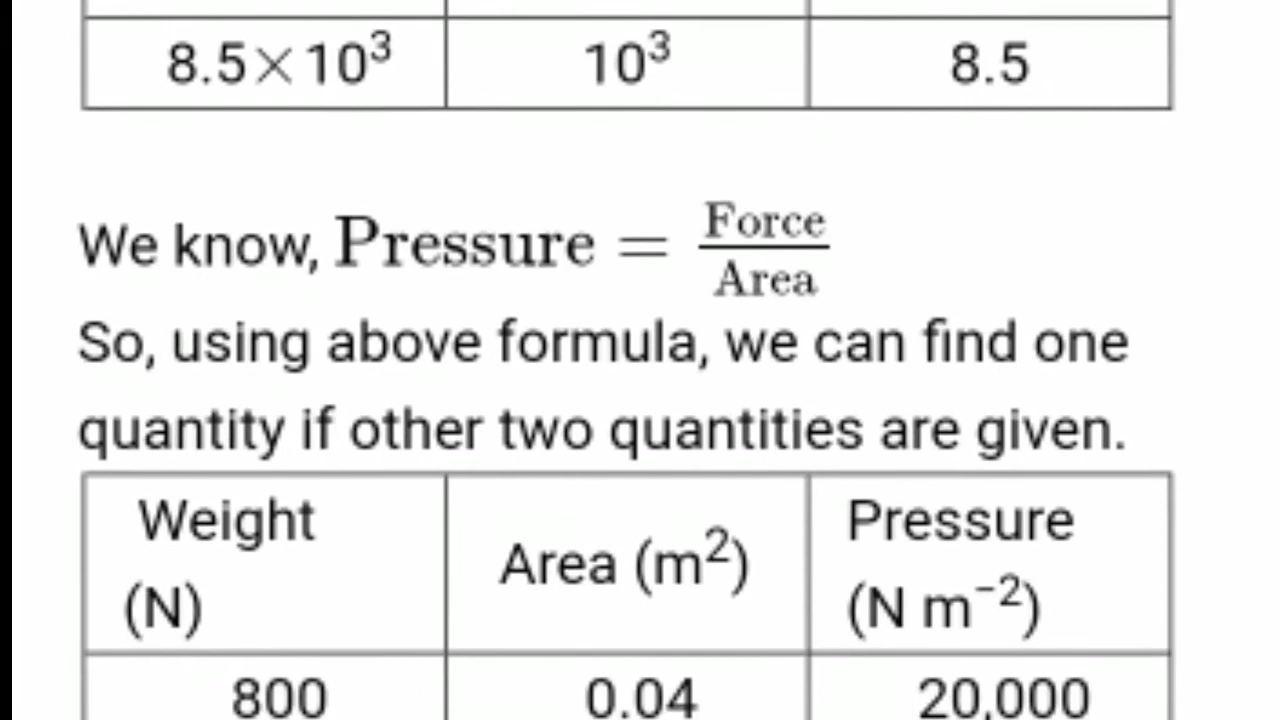 8.5×10³ 10³ 8.5
We know, Pressure = Force/Area
So, using above formula, we can find one
quantity if other two quantities are given.
Weight (N) Area (m²) Pressure (N m⁻²)
800 0.04 20,000